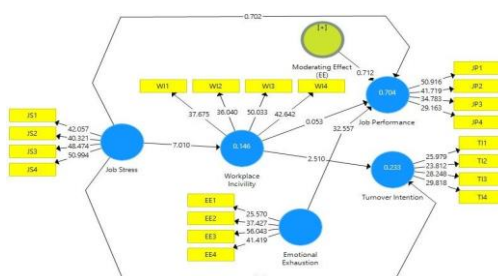 0.702
[+]
Moderating Effect
(EE)
0.712
WI1 WI2 WI3 WI4
37.675 36.040 50.033 42.642
JP1
JP2
JP3
JP4
50.916
41.719
34.783
29.163
0.704
Job Performance
JS1
JS2
JS3
JS4
42.057
40.321
48.474
50.994
Job Stress
7.010
0.146
Workplace
Incivility
0.053
32.557
2.510
0.233
Turnover Intention
TI1
TI2
TI3
TI4
25.979
23.812
28.248
29.818
EE1
EE2
EE3
EE4
25.570
37.427
56.043
41.419
Emotional
Exhaustion